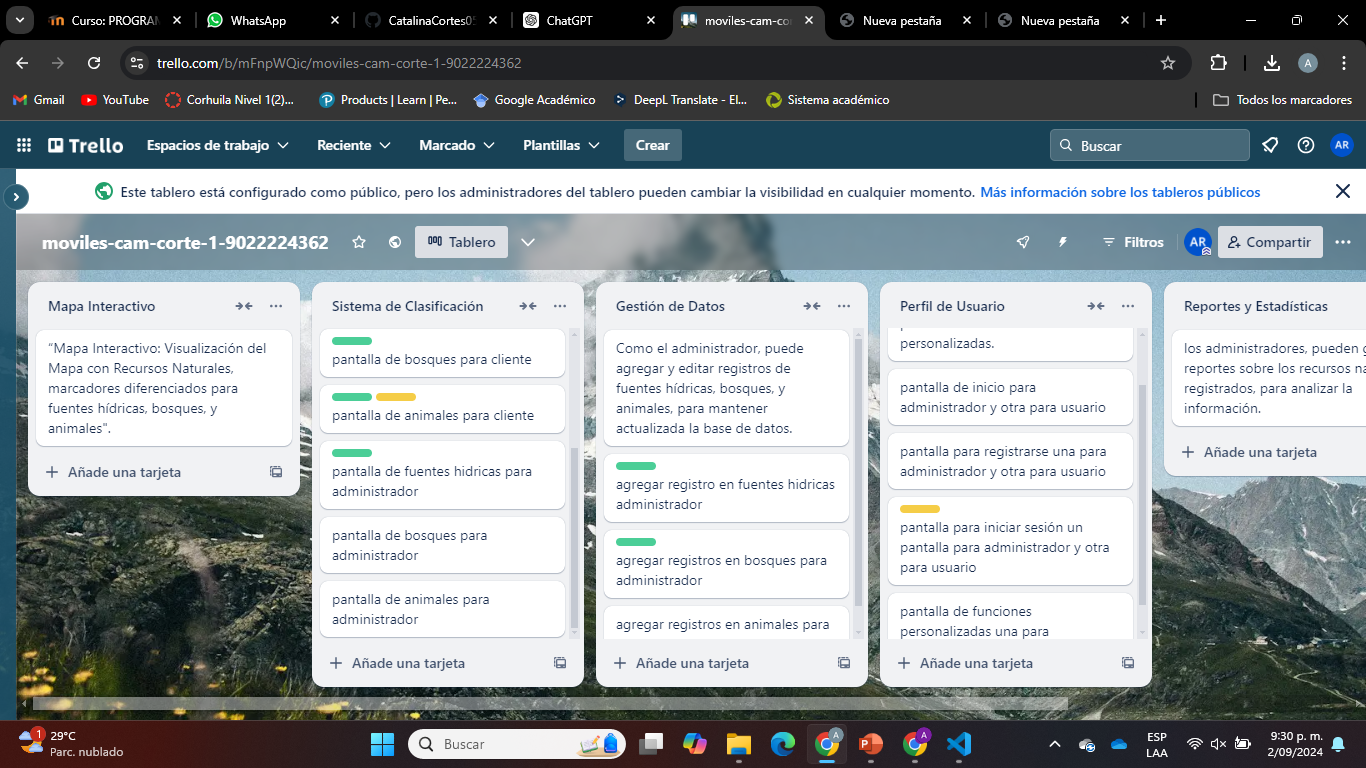 Curso: PROGRAM
WhatsApp
CatalinaCortes05
ChatGPT
moviles-cam-co
Nueva pestaña
Nueva pestaña
trello.com/b/mFnpWQic/moviles-cam-corte-1-9022224362
A
Gmail
YouTube
Corhuila Nivel 1(2)...
Products | Learn | Pe...
Google Académico
DeepL Translate - El...
Sistema académico
Todos los marcadores
Trello
Espacios de trabajo
Reciente
Marcado
Plantillas
Crear
Buscar
AR
Este tablero está configurado como público, pero los administradores del tablero pueden cambiar la visibilidad en cualquier momento. Más información sobre los tableros públicos
moviles-cam-corte-1-9022224362
Tablero
Filtros
AR
Compartir
Mapa Interactivo
“Mapa Interactivo: Visualización del
Mapa con Recursos Naturales,
marcadores diferenciados para
fuentes hídricas, bosques, y
animales".
Añade una tarjeta
Sistema de Clasificación
pantalla de bosques para cliente
pantalla de animales para cliente
pantalla de fuentes hidricas para
administrador
pantalla de bosques para
administrador
pantalla de animales para
administrador
Añade una tarjeta
Gestión de Datos
Como el administrador, puede
agregar y editar registros de
fuentes hídricas, bosques, y
animales, para mantener
actualizada la base de datos.
agregar registro en fuentes hidricas
administrador
agregar registros en bosques para
administrador
agregar registros en animales para
Añade una tarjeta
Perfil de Usuario
personalizadas.
pantalla de inicio para
administrador y otra para usuario
pantalla para registrarse una para
administrador y otra para usuario
pantalla para iniciar sesión un
pantalla para administrador y otra
para usuario
pantalla de funciones
personalizadas una para
Añade una tarjeta
Reportes y Estadísticas
los administradores, pueden g
reportes sobre los recursos na
registrados, para analizar la
información.
Añade una tarjeta
1
29°C
Parc. nublado
Buscar
A
A
ESP
LAA
9:30 p. m.
2/09/2024